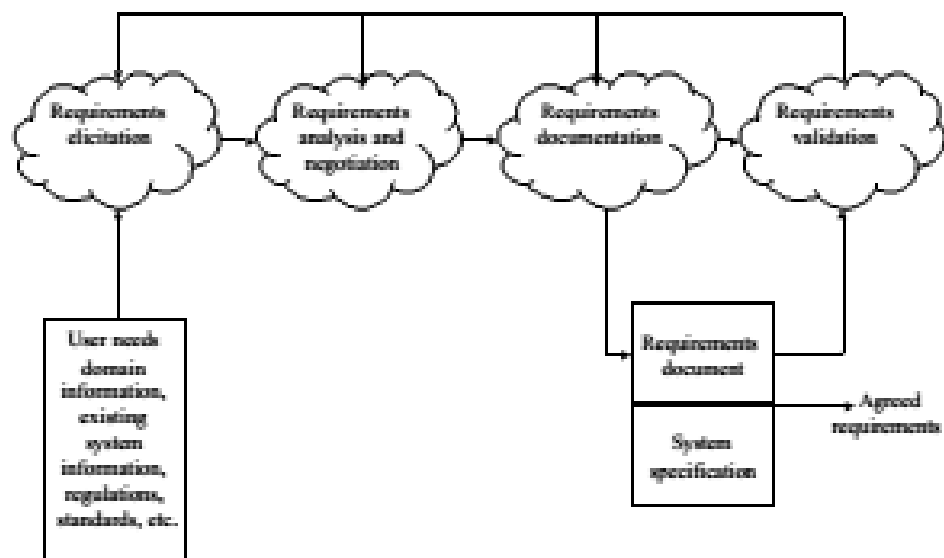 Requirements
elicitation
Requirements
analysis and
negotiation
Requirements
documentation
Requirements
validation
User needs
domain
information,
existing
system
information,
regulations,
standards, etc.
Requirements
document
System
specification
Agreed
requirements